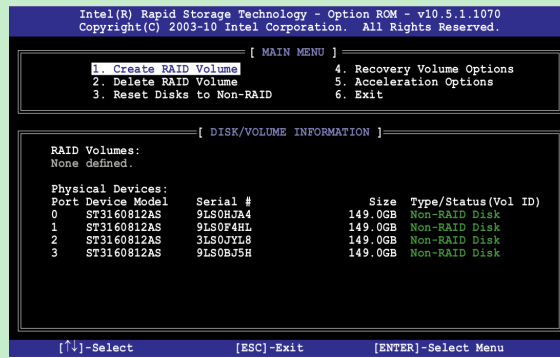 Intel(R) Rapid Storage Technology - Option ROM - v10.5.1.1070
Copyright(C) 2003-10 Intel Corporation.  All Rights Reserved.
[ MAIN MENU ]
1. Create RAID Volume 4. Recovery Volume Options
2. Delete RAID Volume 5. Acceleration Options
3. Reset Disks to Non-RAID 6. Exit
[ DISK/VOLUME INFORMATION ]
RAID Volumes:
None defined.
Physical Devices:
Port Device Model Serial # Size Type/Status(Vol ID)
0 ST3160812AS 9LS0HJA4 149.0GB Non-RAID Disk
1 ST3160812AS 9LS0F4HL 149.0GB Non-RAID Disk
2 ST3160812AS 3LS0JYL8 149.0GB Non-RAID Disk
3 ST3160812AS 9LS0BJ5H 149.0GB Non-RAID Disk
[↑↓]-Select [ESC]-Exit [ENTER]-Select Menu